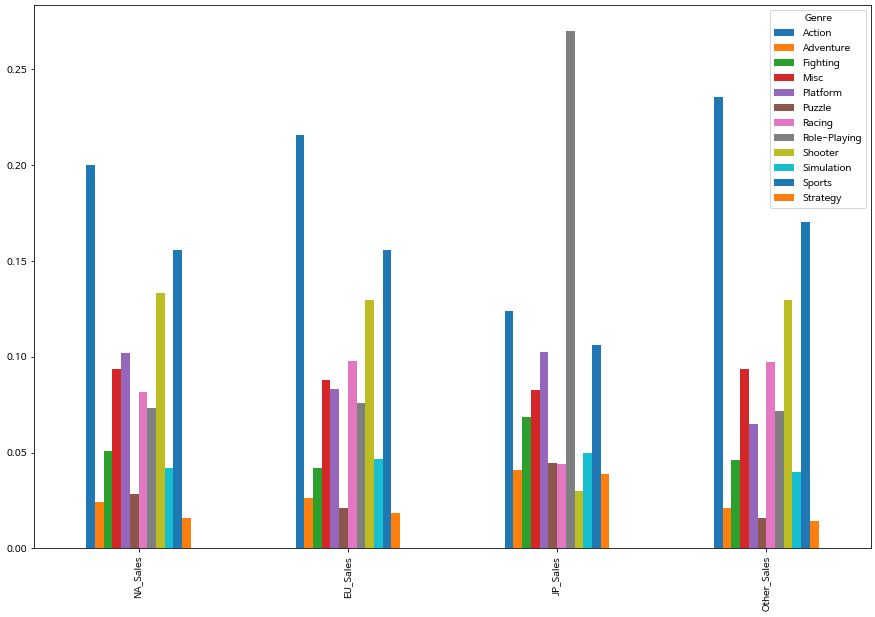 Genre
Action
Adventure
Fighting
Misc
Platform
Puzzle
Racing
Role-Playing
Shooter
Simulation
Sports
Strategy
0.25
0.20
0.15
0.10
0.05
0.00
NA_Sales
EU_Sales
JP_Sales
Other_Sales